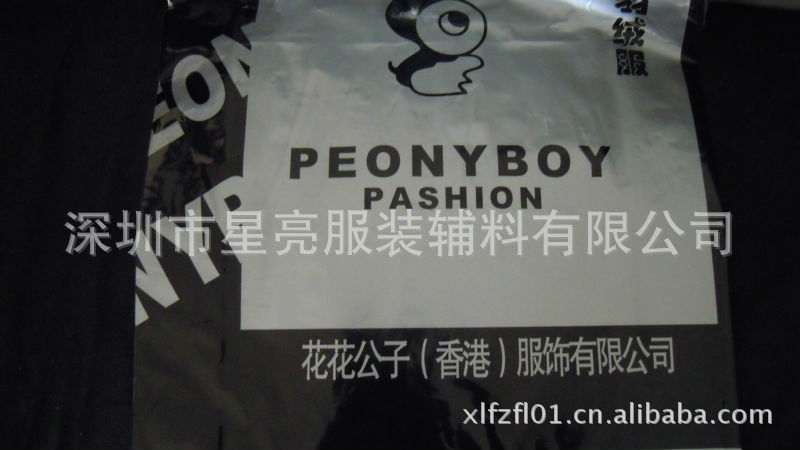 羽绒服
PEONYBOY
PASHION
深圳市星亮服装辅料有限公司
花花公子(香港)服饰有限公司
xlfzfl01.cn.alibaba.com